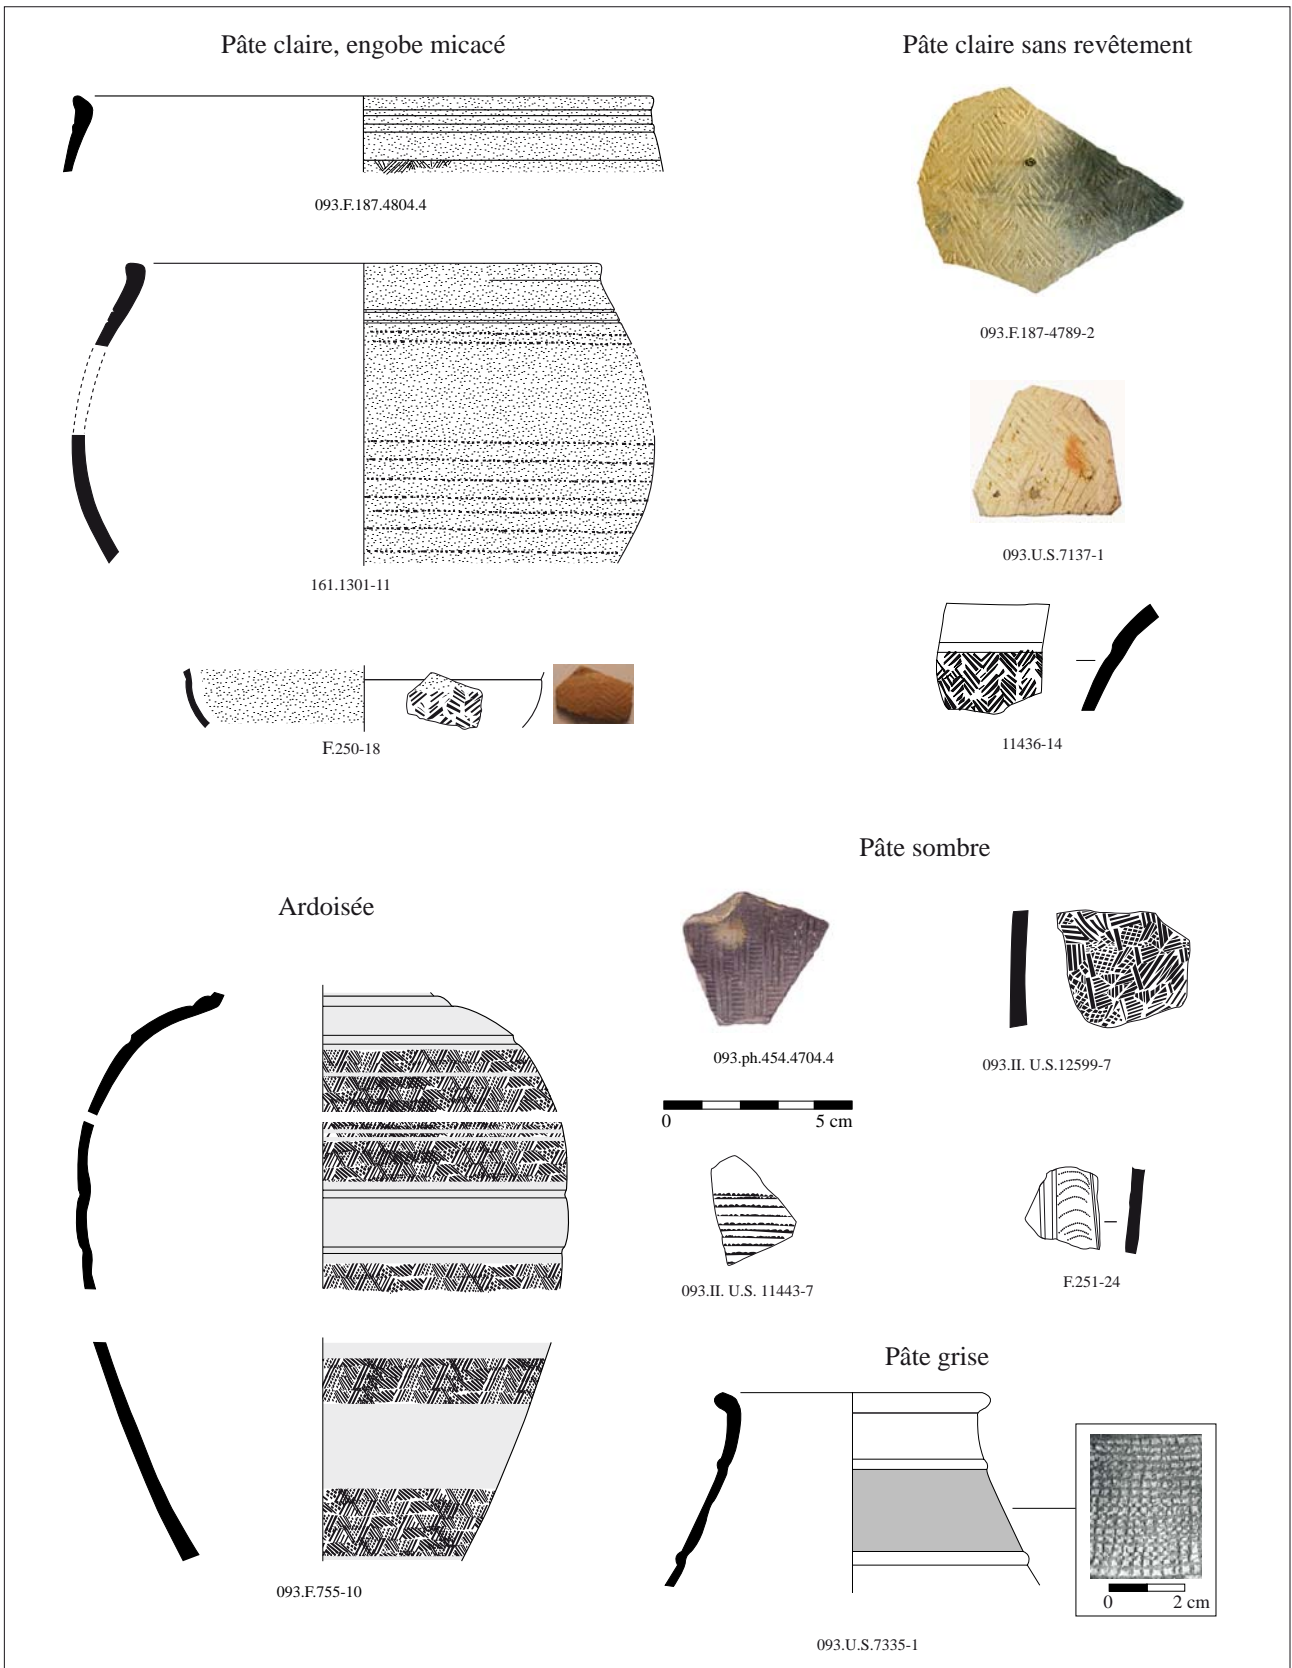 Pâte claire, engobe micacé
Pâte claire sans revêtement
093.F.187.4804.4
093.F.187-4789-2
093.U.S.7137-1
161.1301-11
F.250-18
11436-14
Pâte sombre
Ardoisée
093.ph.454.4704.4
093.II. U.S.12599-7
0 5 cm
093.II. U.S. 11443-7
F.251-24
Pâte grise
093.F.755-10
0 2 cm
093.U.S.7335-1